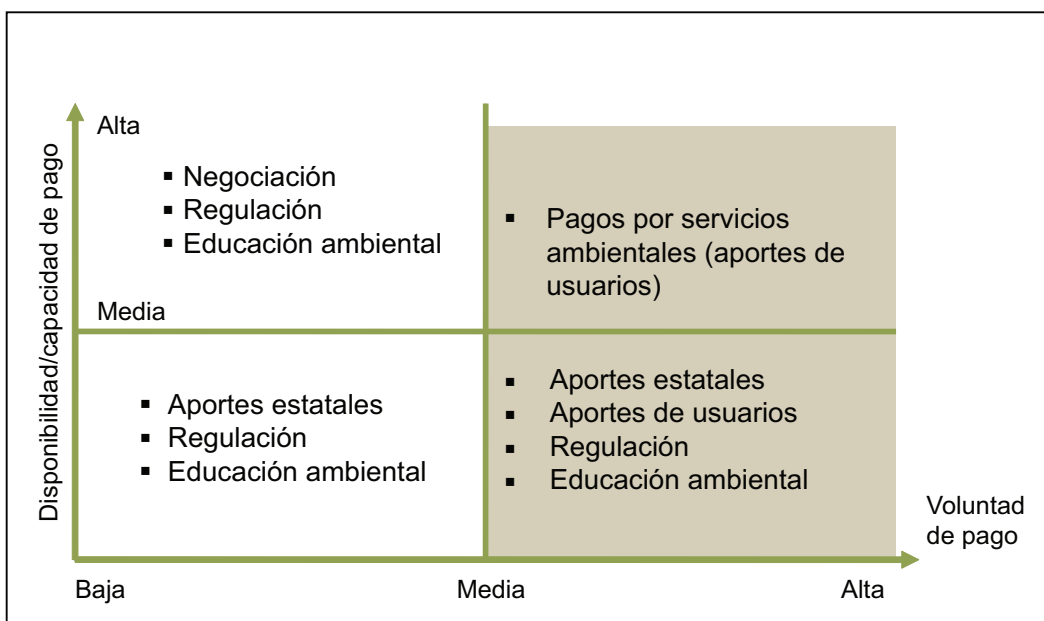 Disponibilidad/capacidad de pago
Alta
▪ Negociación
▪ Regulación
▪ Educación ambiental
▪ Pagos por servicios
ambientales (aportes de
usuarios)
Media
▪ Aportes estatales
▪ Regulación
▪ Educación ambiental
▪ Aportes estatales
▪ Aportes de usuarios
▪ Regulación
▪ Educación ambiental
Voluntad
de pago
Baja
Media
Alta